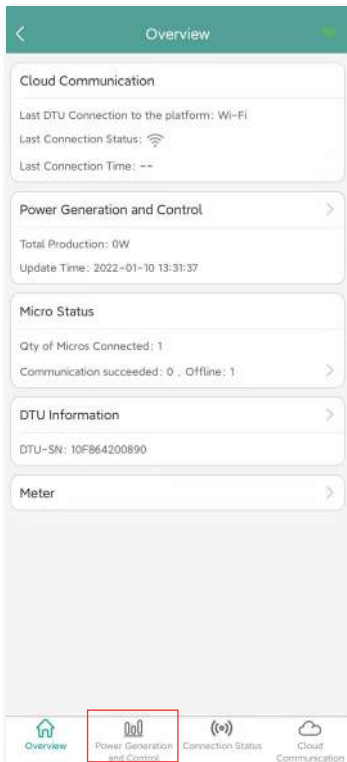 Overview
Cloud Communication
Last DTU Connection to the platform: Wi-Fi
Last Connection Status:
Last Connection Time: --
Power Generation and Control
Total Production: 0W
Update Time: 2022-01-10 13:31:37
Micro Status
Qty of Micros Connected: 1
Communication succeeded: 0 , Offline: 1
DTU Information
DTU-SN: 10F864200890
Meter
Overview
Power Generation
and Control
Connection Status
Cloud
Communication